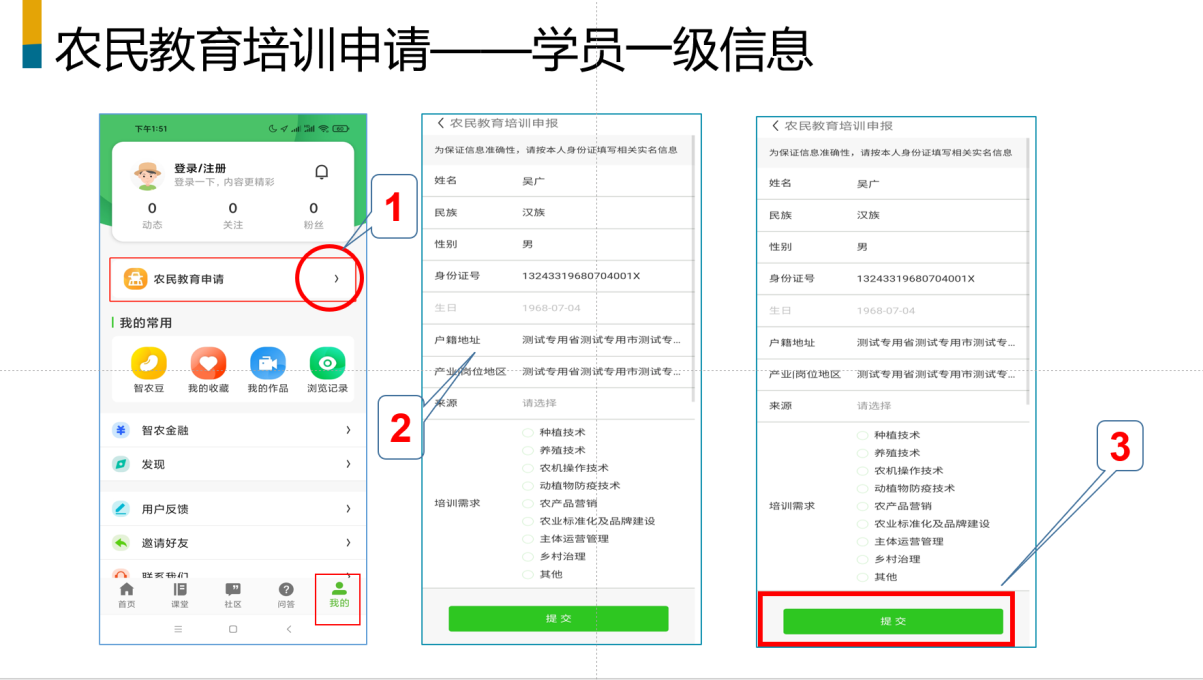 农民教育培训申请——学员一级信息
下午1:51
登录/注册
登录一下，内容更精彩
0 0 0
动态 关注 粉丝
农民教育申请
我的常用
智农豆 我的收藏 我的作品 浏览记录
智农金融
发现
用户反馈
邀请好友
联系我们
首页 课堂 社区 问答 我的
1
农民教育培训申报
为保证信息准确性，请按本人身份证填写相关实名信息
姓名 吴广
民族 汉族
性别 男
身份证号 13243319680704001X
生日 1968-07-04
户籍地址 测试专用省测试专用市测试专...
产业|岗位地区 测试专用省测试专用市测试专...
来源 请选择
种植技术
养殖技术
农机操作技术
动植物防疫技术
培训需求 农产品营销
农业标准化及品牌建设
主体运营管理
乡村治理
其他
提交
2
农民教育培训申报
为保证信息准确性，请按本人身份证填写相关实名信息
姓名 吴广
民族 汉族
性别 男
身份证号 13243319680704001X
生日 1968-07-04
户籍地址 测试专用省测试专用市测试专...
产业|岗位地区 测试专用省测试专用市测试专...
来源 请选择
种植技术
养殖技术
农机操作技术
动植物防疫技术
培训需求 农产品营销
农业标准化及品牌建设
主体运营管理
乡村治理
其他
提交
3